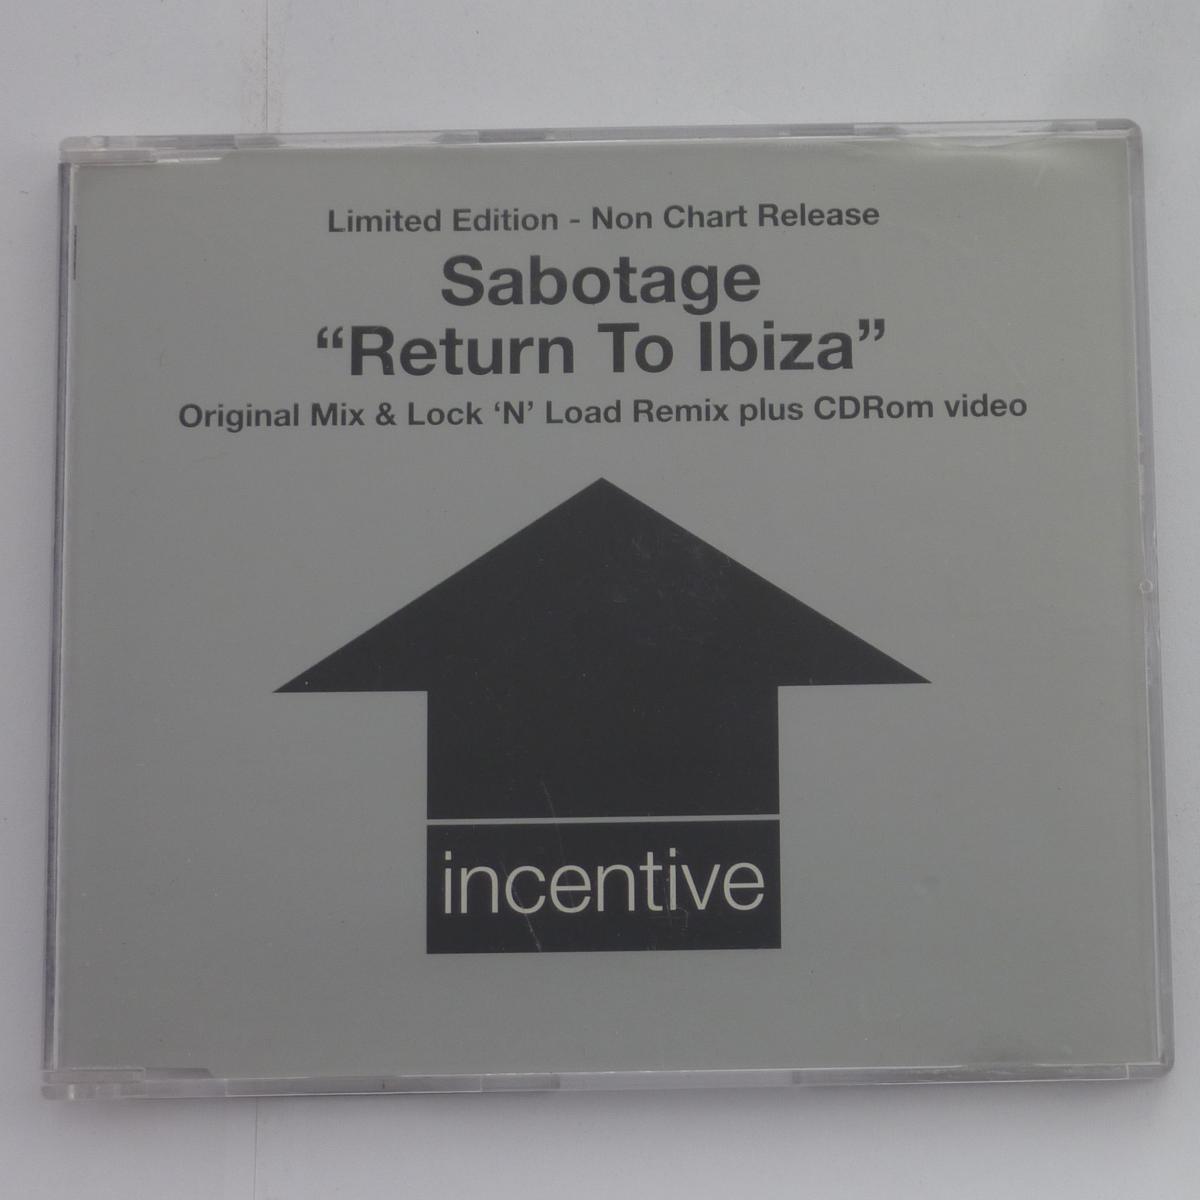 Limited Edition - Non Chart Release
Sabotage
“Return To Ibiza”
Original Mix & Lock ‘N’ Load Remix plus CDRom video
incentive